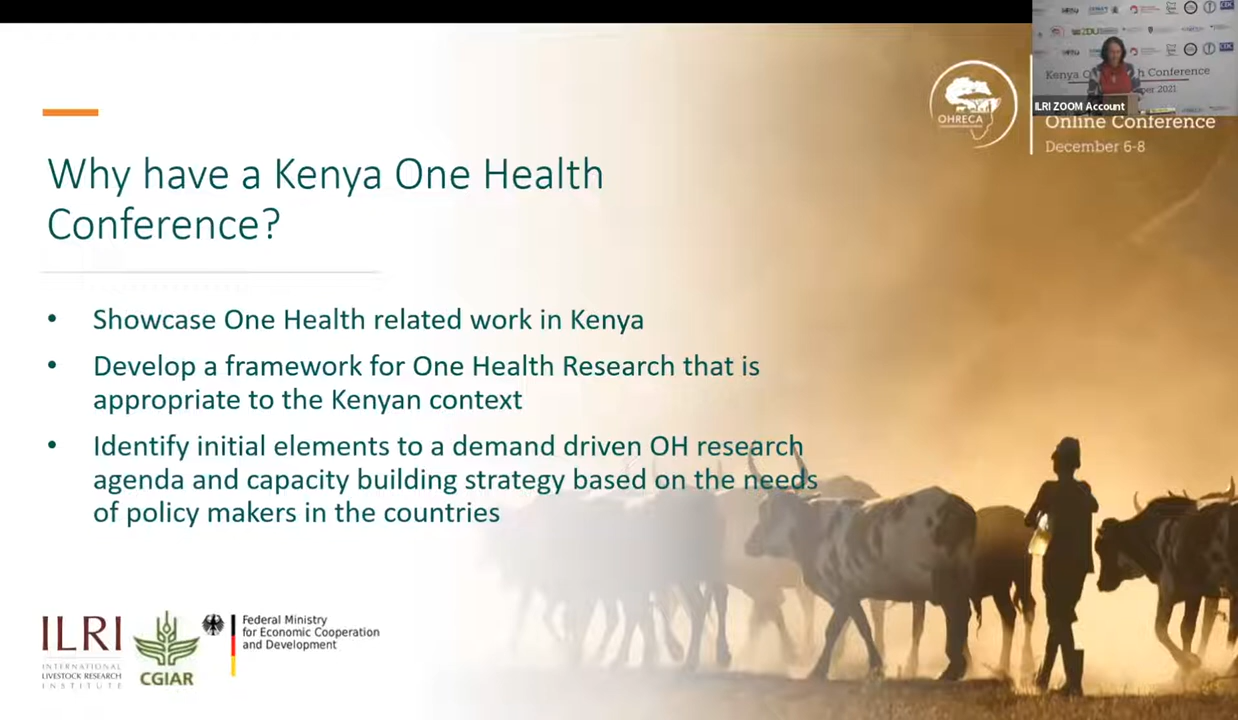 Why have a Kenya One Health
Conference?
• Showcase One Health related work in Kenya
• Develop a framework for One Health Research that is
appropriate to the Kenyan context
• Identify initial elements to a demand driven OH research
agenda and capacity building strategy based on the needs
of policy makers in the countries
OHRECA
Kenya
h Conference
2021
ILRI ZOOM Account
Online Conference
December 6-8
ILRI
INTERNATIONAL
LIVESTOCK RESEARCH
INSTITUTE
CGIAR
Federal Ministry
for Economic Cooperation
and Development